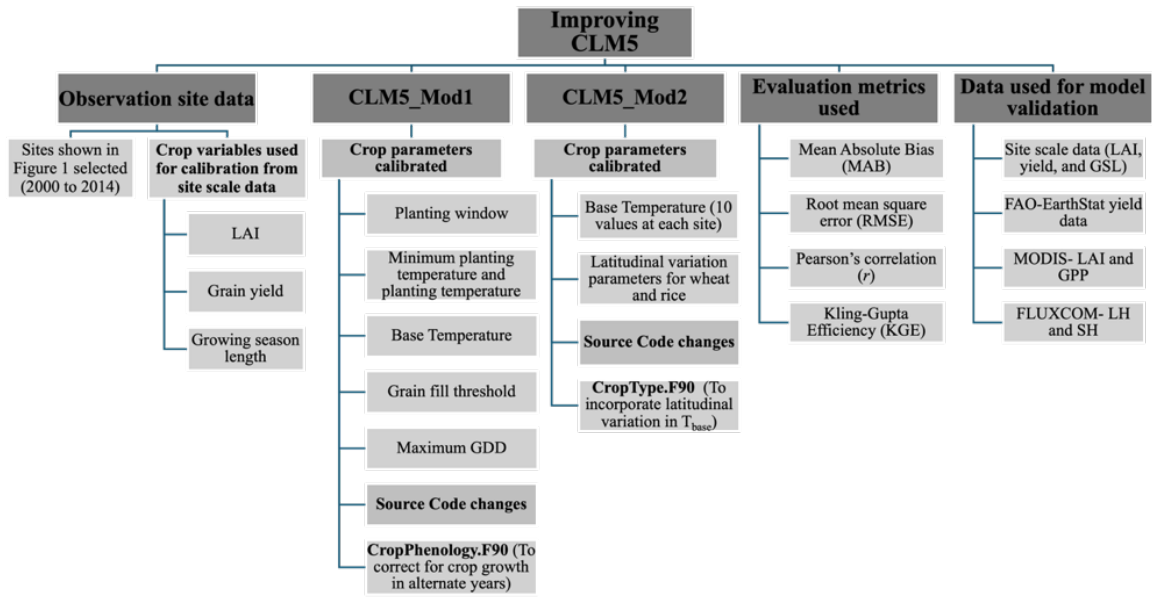 Improving
CLM5
Observation site data
Sites shown in
Figure 1 selected
(2000 to 2014)
Crop variables used
for calibration from
site scale data
LAI
Grain yield
Growing season
length
CLM5_Mod1
Crop parameters
calibrated
Planting window
Minimum planting
temperature and
planting temperature
Base Temperature
Grain fill threshold
Maximum GDD
Source Code changes
CropPhenology.F90 (To
correct for crop growth
in alternate years)
CLM5_Mod2
Crop parameters
calibrated
Base Temperature (10
values at each site)
Latitudinal variation
parameters for wheat
and rice
Source Code changes
CropType.F90 (To
incorporate latitudinal
variation in Tbase)
Evaluation metrics
used
Mean Absolute Bias
(MAB)
Root mean square
error (RMSE)
Pearson’s correlation
(r)
Kling-Gupta
Efficiency (KGE)
Data used for model
validation
Site scale data (LAI,
yield, and GSL)
FAO-EarthStat yield
data
MODIS- LAI and
GPP
FLUXCOM- LH
and SH